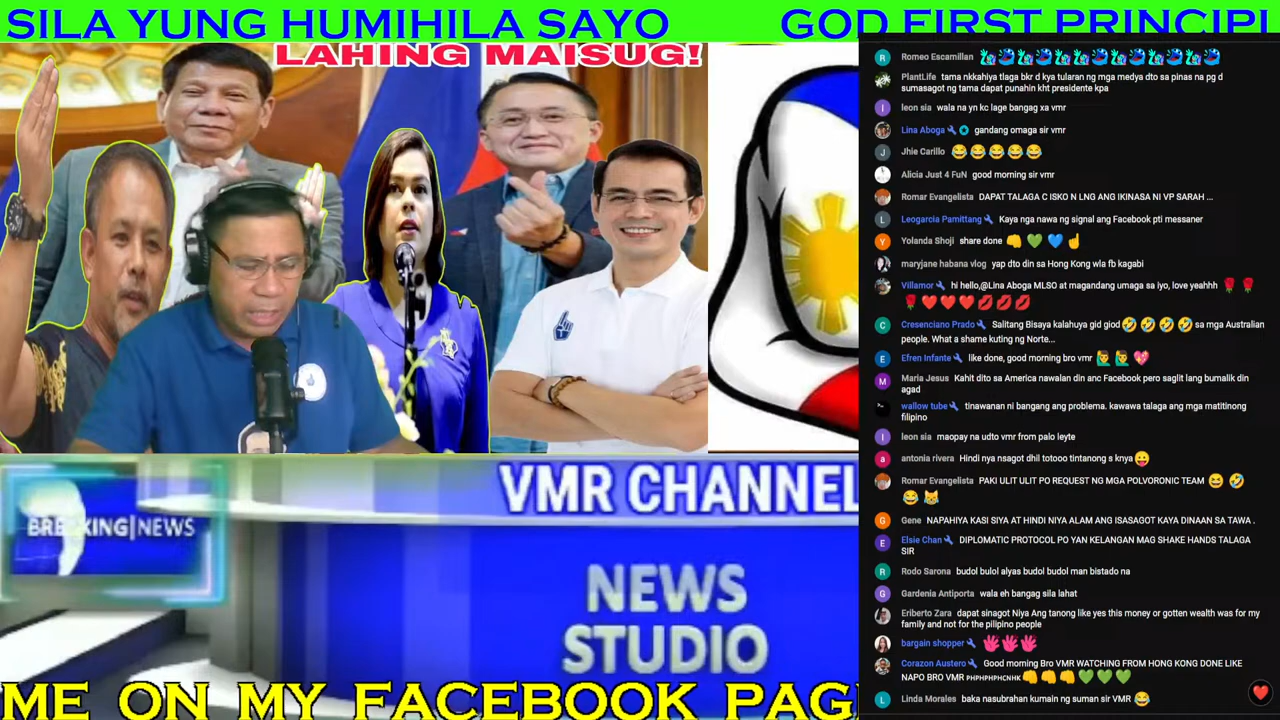 SILA YUNG HUMIHILA SAYO GOD FIRST PRINCIPL
LAHING MAISUG!
VMR CHANNEL
BREAKING|NEWS
NEWS
STUDIO
ME ON MY FACEBOOK PAG
Romeo Escamillan
PlantLife tama nkkahiya tlaga bkr d kya tularan ng mga medya dto sa pinas na pg d
sumasagot ng tama dapat punahin kht presidente kpa
leon sia wala na yn kc lage bangag xa vmr
Lina Aboga gandang omaga sir vmr
Jhie Carillo 😂😂😂😂😂
Alicia Just 4 FuN good morning sir vmr
Romar Evangelista DAPAT TALAGA C ISKO N LNG ANG IKINASA NI VP SARAH ...
Leogarcia Pamittang Kaya nga nawa ng signal ang Facebook pti messaner
Yolanda Shoji share done 👊💚💙☝
maryjane habana vlog yap dto din sa Hong Kong wla fb kagabi
Villamor hi hello,@Lina Aboga MLSO at magandang umaga sa iyo, love yeahhh 🌹🌹
🌹❤❤❤💋💋💋
Cresenciano Prado Salitang Bisaya kalahuya gid giod🤣🤣🤣🤣sa mga Australian
people. What a shame kuting ng Norte...
Efren Infante like done, good morning bro vmr 🙋‍♂️🙋‍♂️💖
Maria Jesus Kahit dito sa America nawalan din anc Facebook pero saglit lang bumalik din
agad
wallow tube tinawanan ni bangang ang problema. kawawa talaga ang mga matitinong
filipino
leon sia maopay na udto vmr from palo leyte
antonia rivera Hindi nya nsagot dhil totooo tintanong s knya😛
Romar Evangelista PAKI ULIT ULIT PO REQUEST NG MGA POLVORONIC TEAM 😆🤣
😂😹
Gene NAPAHIYA KASI SIYA AT HINDI NIYA ALAM ANG ISASAGOT KAYA DINAAN SA TAWA .
Elsie Chan DIPLOMATIC PROTOCOL PO YAN KELANGAN MAG SHAKE HANDS TALAGA
SIR
Rodo Sarona budol bulol alyas budol budol man bistado na
Gardenia Antiporta wala eh bangag sila lahat
Eriberto Zara dapat sinagot Niya Ang tanong like yes this money or gotten wealth was for my
family and not for the pilipino people
bargain shopper
Corazon Austero Good morning Bro VMR WATCHING FROM HONG KONG DONE LIKE
NAPO BRO VMR ᴘʜᴘʜᴘʜᴘʜᴄɴʜᴋ👊👊👊💚💚💚
Linda Morales baka nasubrahan kumain ng suman sir VMR 😂